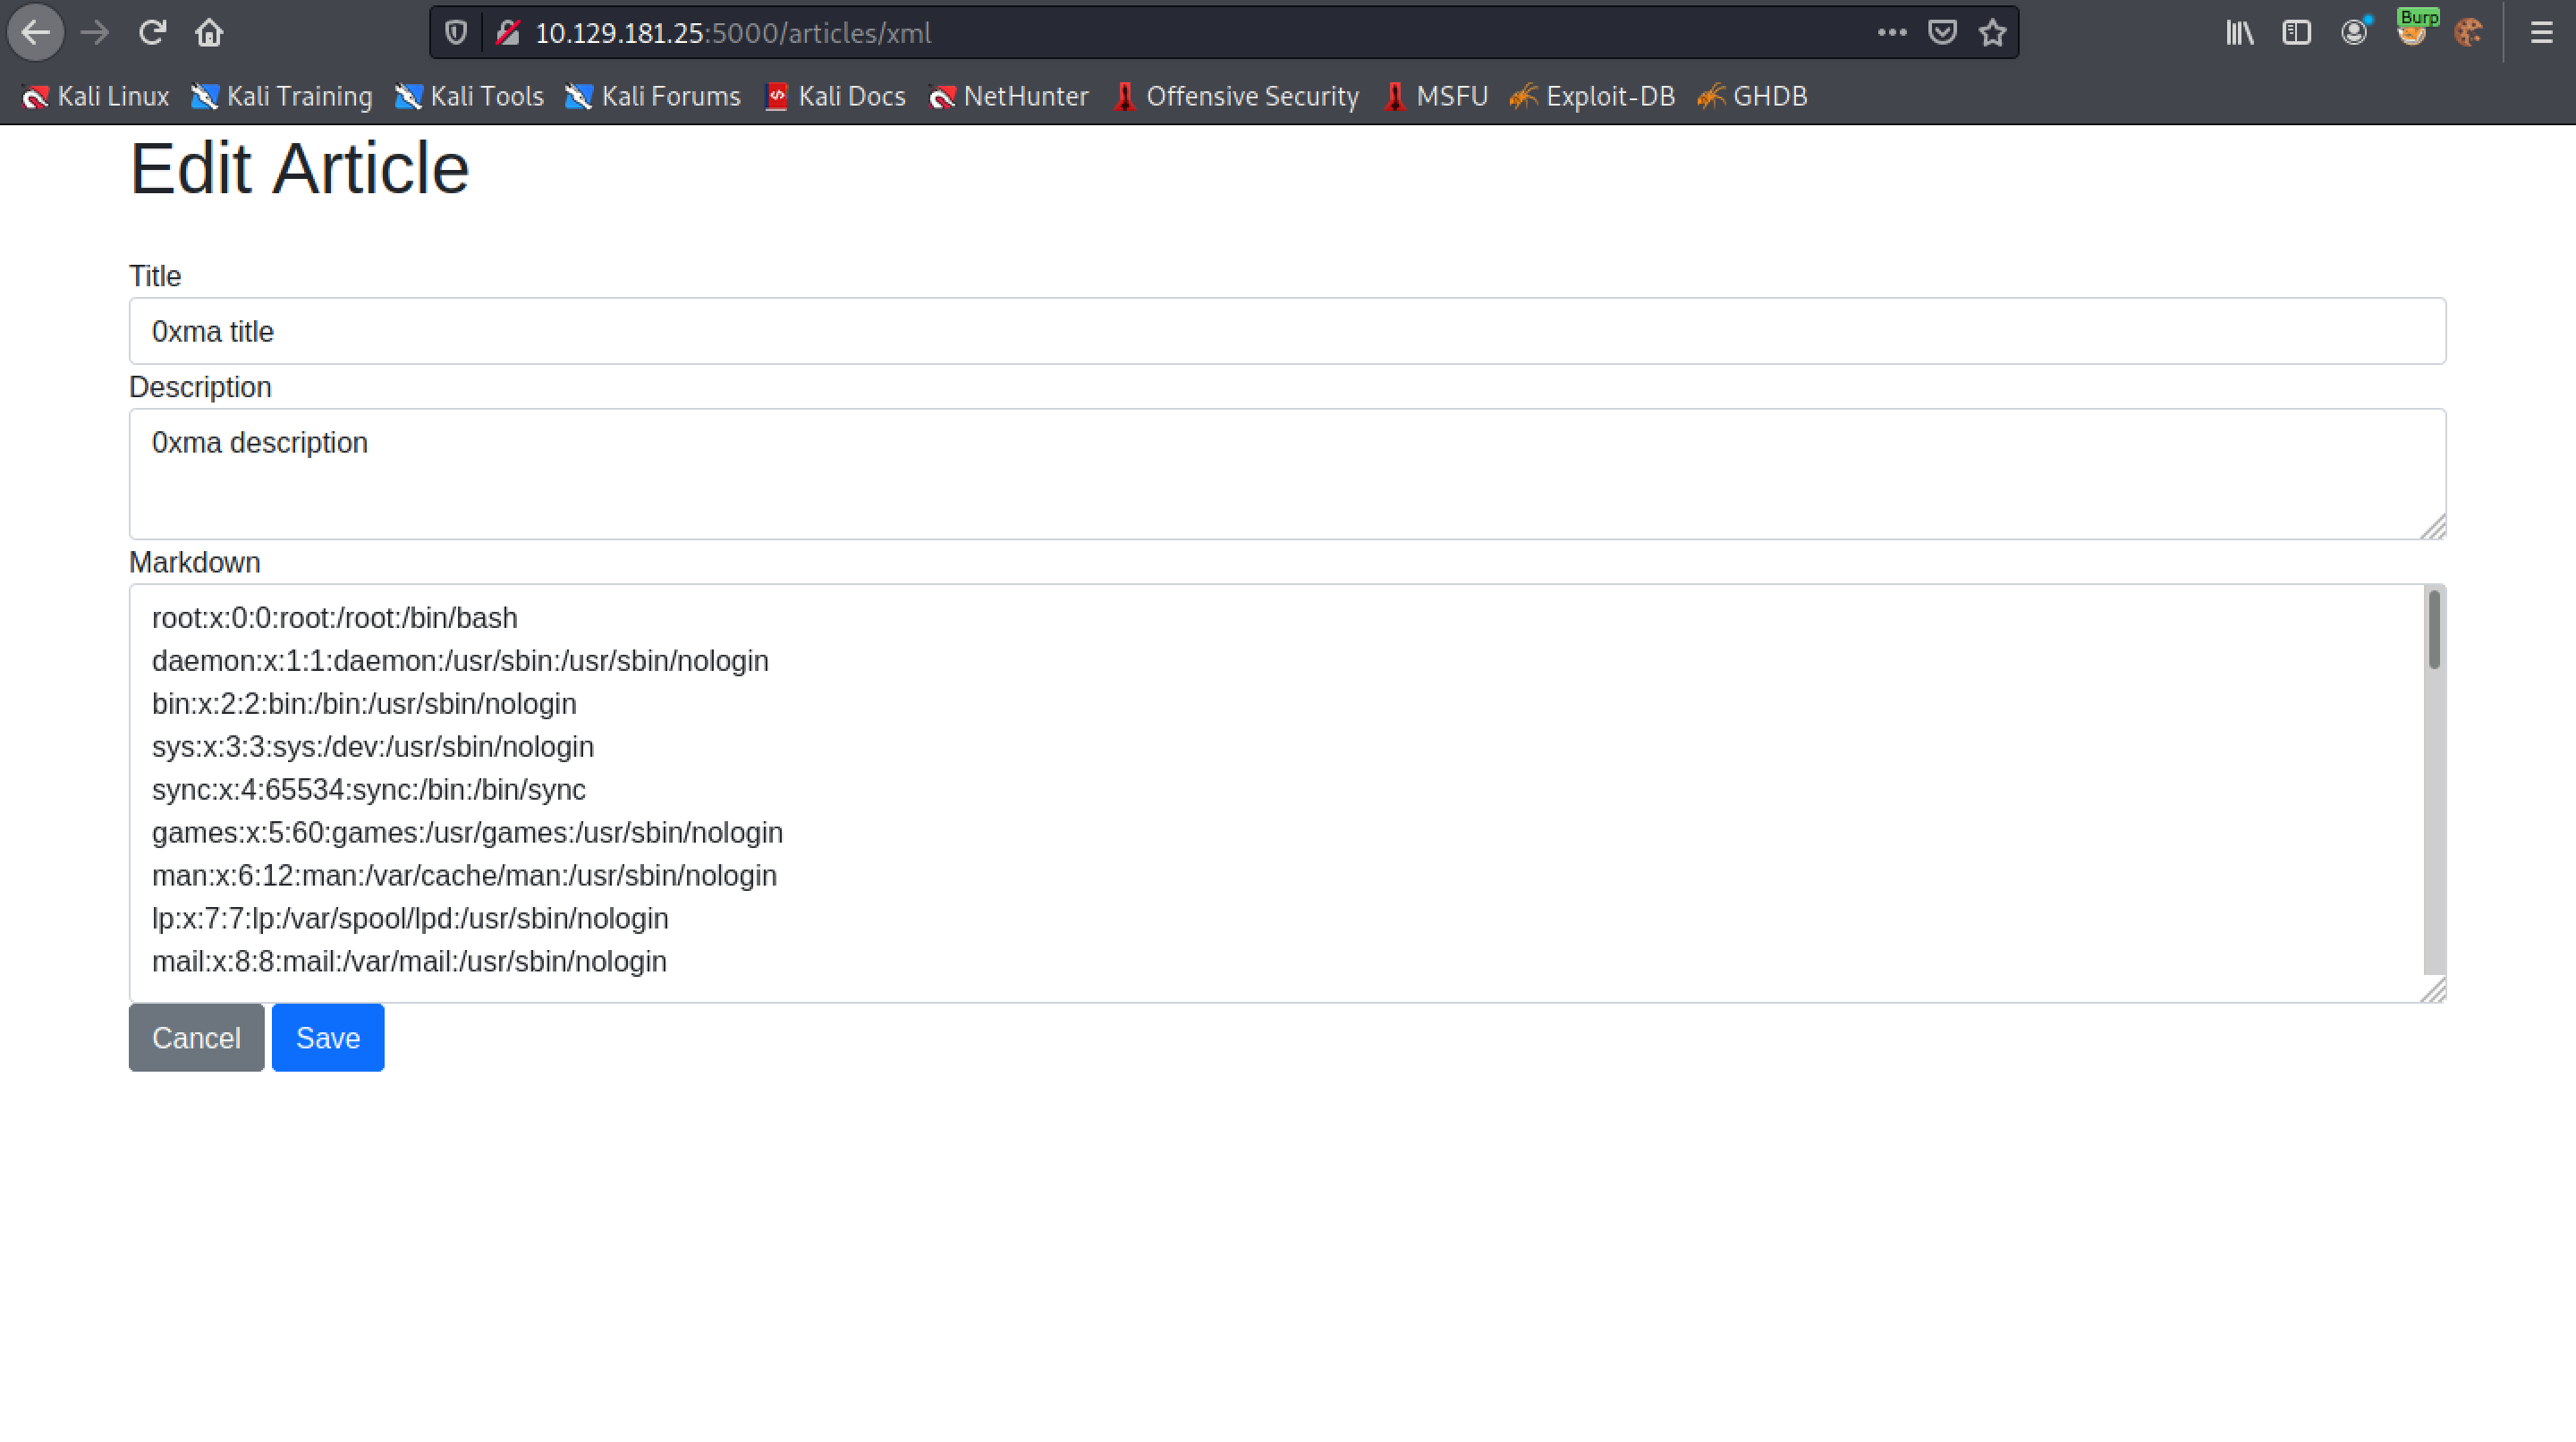 10.129.181.25:5000/articles/xml
Burp
Kali Linux Kali Training Kali Tools Kali Forums Kali Docs NetHunter Offensive Security MSFU Exploit-DB GHDB
Edit Article
Title
0xma title
Description
0xma description
Markdown
root:x:0:0:root:/root:/bin/bash
daemon:x:1:1:daemon:/usr/sbin:/usr/sbin/nologin
bin:x:2:2:bin:/bin:/usr/sbin/nologin
sys:x:3:3:sys:/dev:/usr/sbin/nologin
sync:x:4:65534:sync:/bin:/bin/sync
games:x:5:60:games:/usr/games:/usr/sbin/nologin
man:x:6:12:man:/var/cache/man:/usr/sbin/nologin
lp:x:7:7:lp:/var/spool/lpd:/usr/sbin/nologin
mail:x:8:8:mail:/var/mail:/usr/sbin/nologin
Cancel Save